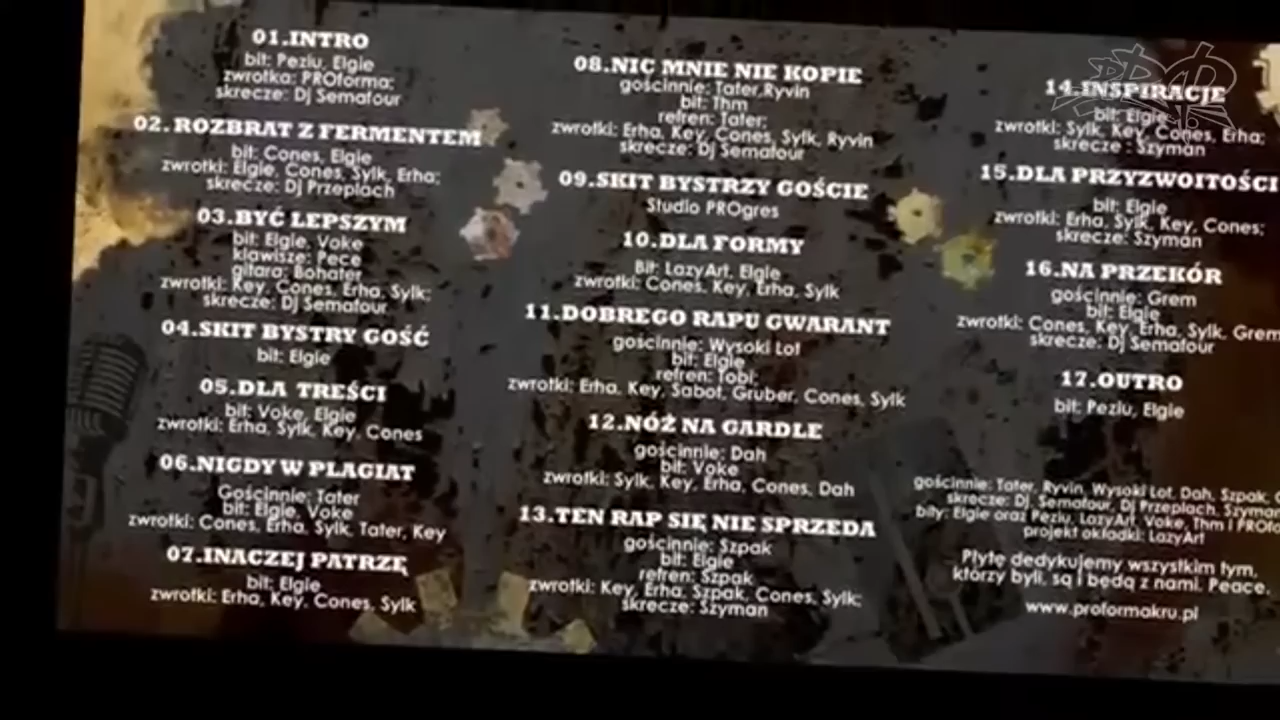 01.INTRO
bit: Peziu, Elgie
zwrotka: PROforma;
skrecze: Dj Semafour
02.ROZBRAT Z FERMENTEM
bit: Cones, Elgie
zwrotki: Elgie, Cones, Sylk, Erha;
skrecze: Dj Przeplach
03.BYĆ LEPSZYM
bit: Elgie, Voke
klawisze: Pece
gitara: Bohater
zwrotki: Key, Cones, Erha, Sylk;
skrecze: Dj Semafour
04.SKIT BYSTRY GOŚĆ
bit: Elgie
05.DLA TREŚCI
bit: Voke, Elgie
zwrotki: Erha, Sylk, Key, Cones
06.NIGDY W PLAGIAT
Gościnnie: Tater
bit: Elgie, Voke
zwrotki: Cones, Erha, Sylk, Tater, Key
07.INACZEJ PATRZĘ
bit: Elgie
zwrotki: Erha, Key, Cones, Sylk
08.NIC MNIE NIE KOPIE
gościnnie: Tater,Ryvin
bit: Thm
refren: Tater;
zwrotki: Erha, Key, Cones, Sylk, Ryvin
skrecze: Dj Semafour
09.SKIT BYSTRZY GOŚCIE
Studio PROgres
10.DLA FORMY
Bit: LazyArt, Elgie
zwrotki: Cones, Key, Erha, Sylk
11.DOBREGO RAPU GWARANT
gościnnie: Wysoki Lot
bit: Elgie
refren: Tobi;
zwrotki: Erha, Key, Sabot, Gruber, Cones, Sylk
12.NÓŻ NA GARDLE
gościnnie: Dah
bit: Voke
zwrotki: Sylk, Key, Erha, Cones, Dah
13.TEN RAP SIĘ NIE SPRZEDA
gościnnie: Szpak
bit: Elgie
refren: Szpak
zwrotki: Key, Erha, Szpak, Cones, Sylk;
skrecze: Szyman
14.INSPIRACJE
bit: Elgie
zwrotki: Sylk, Key, Cones, Erha;
skrecze : Szyman
15.DLA PRZYZWOITOŚCI
bit: Elgie
zwrotki: Erha, Sylk, Key, Cones;
skrecze: Szyman
16.NA PRZEKÓR
gościnnie: Grem
bit: Elgie
zwrotki: Cones, Key, Erha, Sylk, Grem
skrecze: Dj Semafour
17.OUTRO
bit: Peziu, Elgie
gościnnie: Tater, Ryvin, Wysoki Lot, Dah, Szpak,
skrecze: Dj, Semafour, Dj Przeplach, Szyman
bity: Elgie oraz Peziu, LazyArt, Voke, Thm i PROfo
projekt okładki: LazyArt
Płytę dedykujemy wszystkim tym,
którzy byli, są i będą z nami. Peace.
www.proformakru.pl